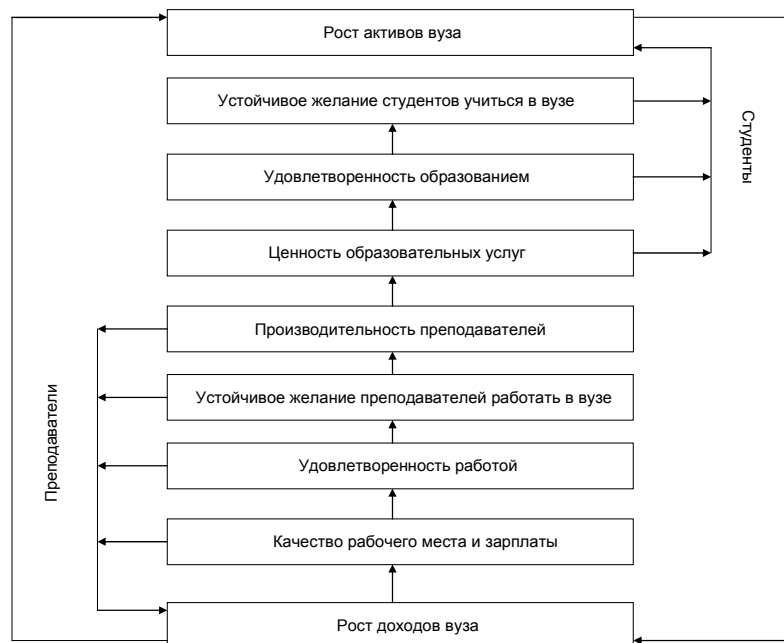 Рост активов вуза
Устойчивое желание студентов учиться в вузе
Удовлетворенность образованием
Ценность образовательных услуг
Студенты
Производительность преподавателей
Устойчивое желание преподавателей работать в вузе
Удовлетворенность работой
Качество рабочего места и зарплаты
Преподаватели
Рост доходов вуза